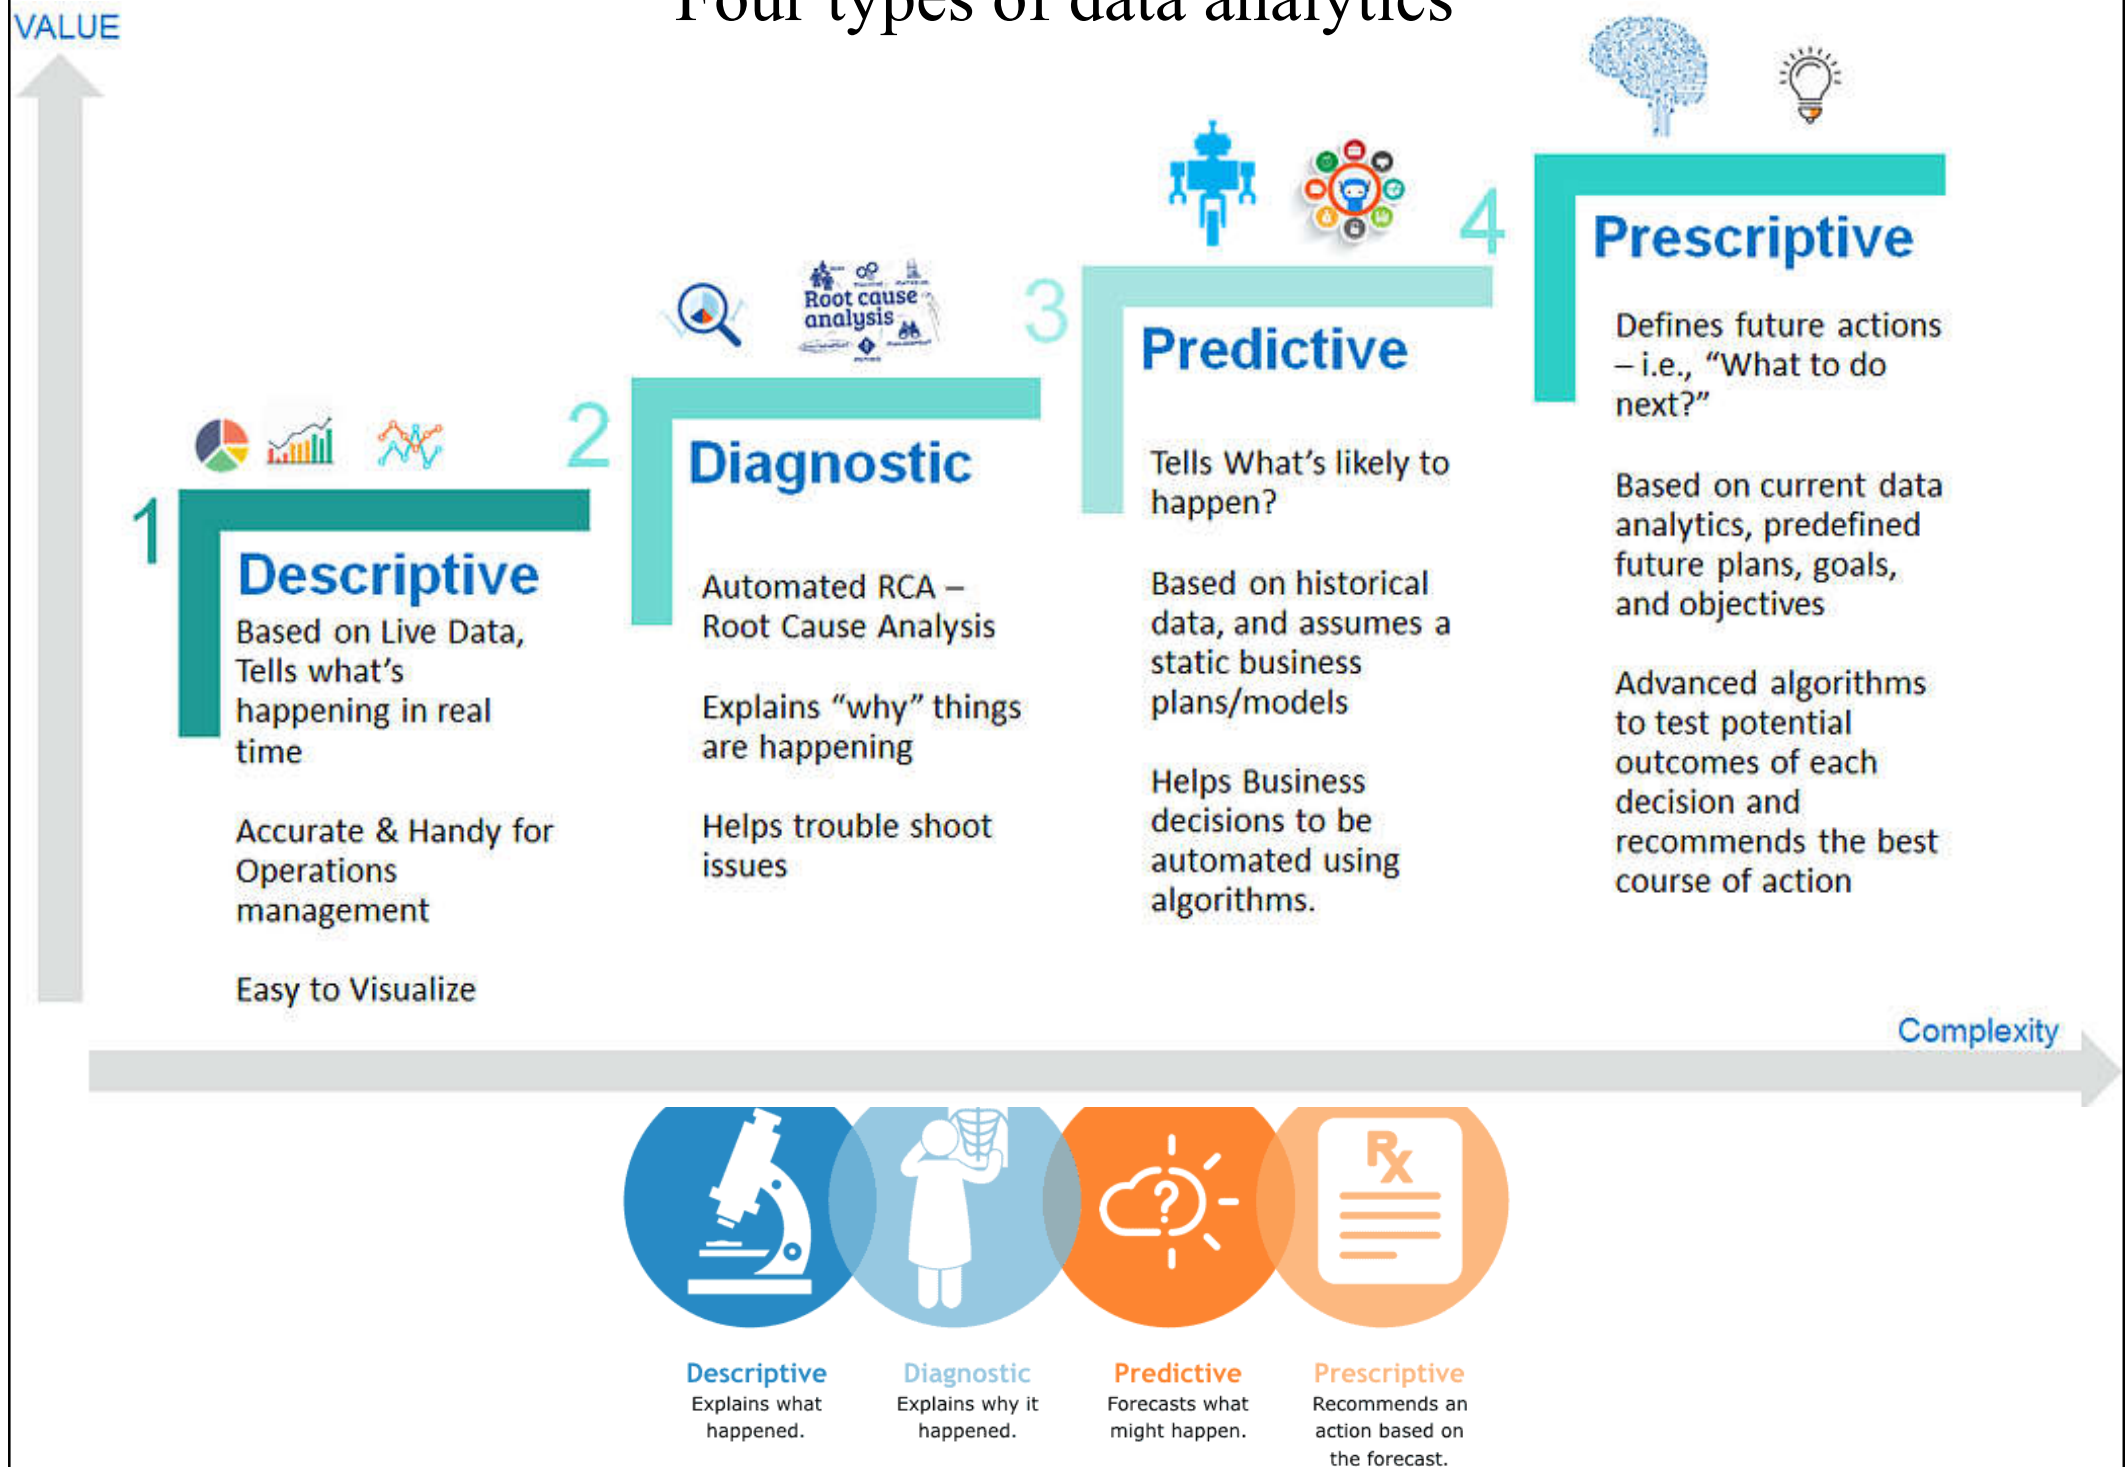 Four types of data analytics
VALUE
1
Descriptive
Based on Live Data,
Tells what's
happening in real
time
Accurate & Handy for
Operations
management
Easy to Visualize
Root cause
analysis
2
Diagnostic
Automated RCA –
Root Cause Analysis
Explains “why” things
are happening
Helps trouble shoot
issues
3
Predictive
Tells What’s likely to
happen?
Based on historical
data, and assumes a
static business
plans/models
Helps Business
decisions to be
automated using
algorithms.
4
Prescriptive
Defines future actions
– i.e., “What to do
next?”
Based on current data
analytics, predefined
future plans, goals,
and objectives
Advanced algorithms
to test potential
outcomes of each
decision and
recommends the best
course of action
Complexity
?
Rx
Descriptive
Explains what
happened.
Diagnostic
Explains why it
happened.
Predictive
Forecasts what
might happen.
Prescriptive
Recommends an
action based on
the forecast.